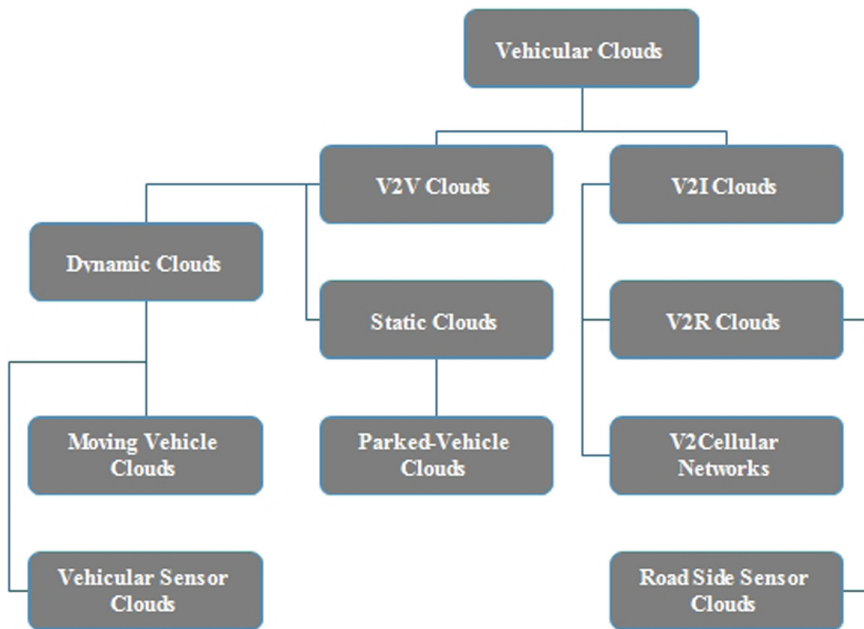 Vehicular Clouds
V2V Clouds
V2I Clouds
Dynamic Clouds
Static Clouds
V2R Clouds
Moving Vehicle
Clouds
Parked-Vehicle
Clouds
V2Cellular
Networks
Vehicular Sensor
Clouds
Road Side Sensor
Clouds